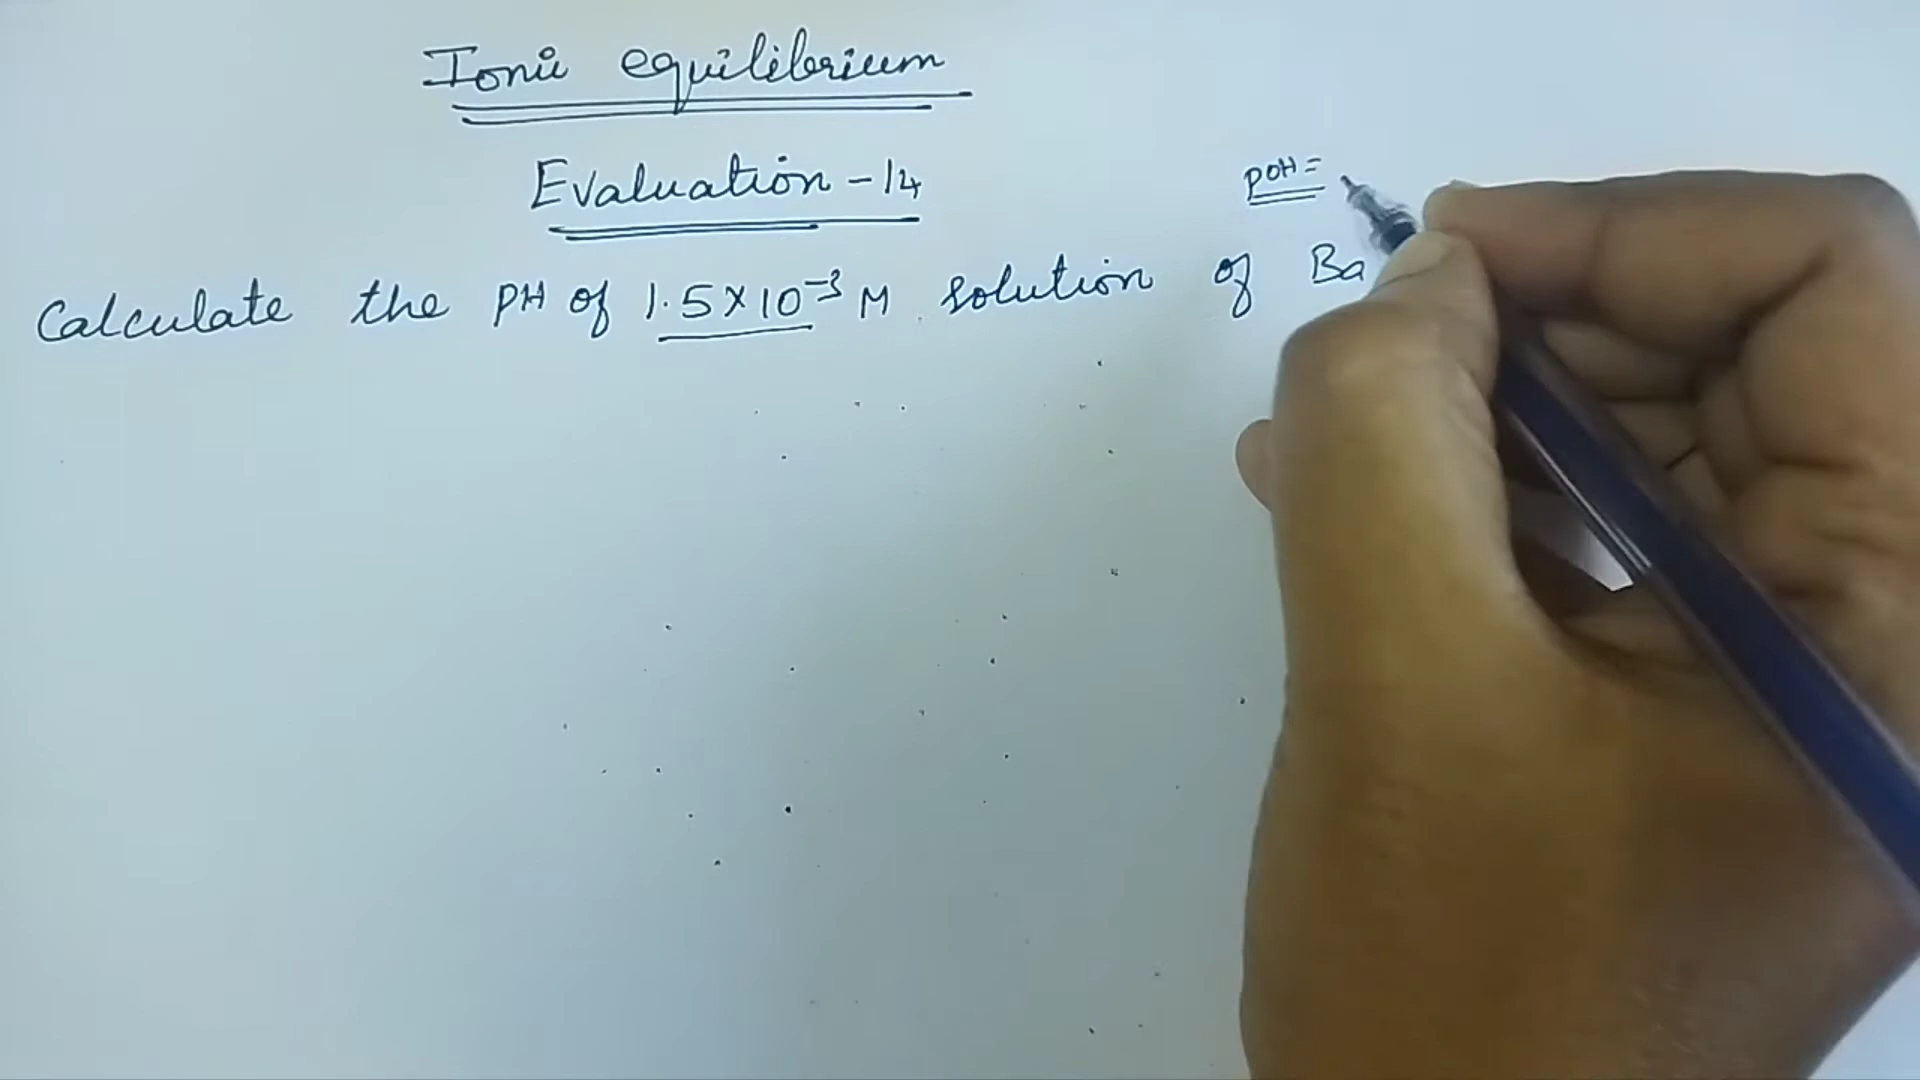 Ionic equilibrium
Evaluation - 14
pOH =
Calculate the PH of 1.5×10⁻³ M solution of Ba